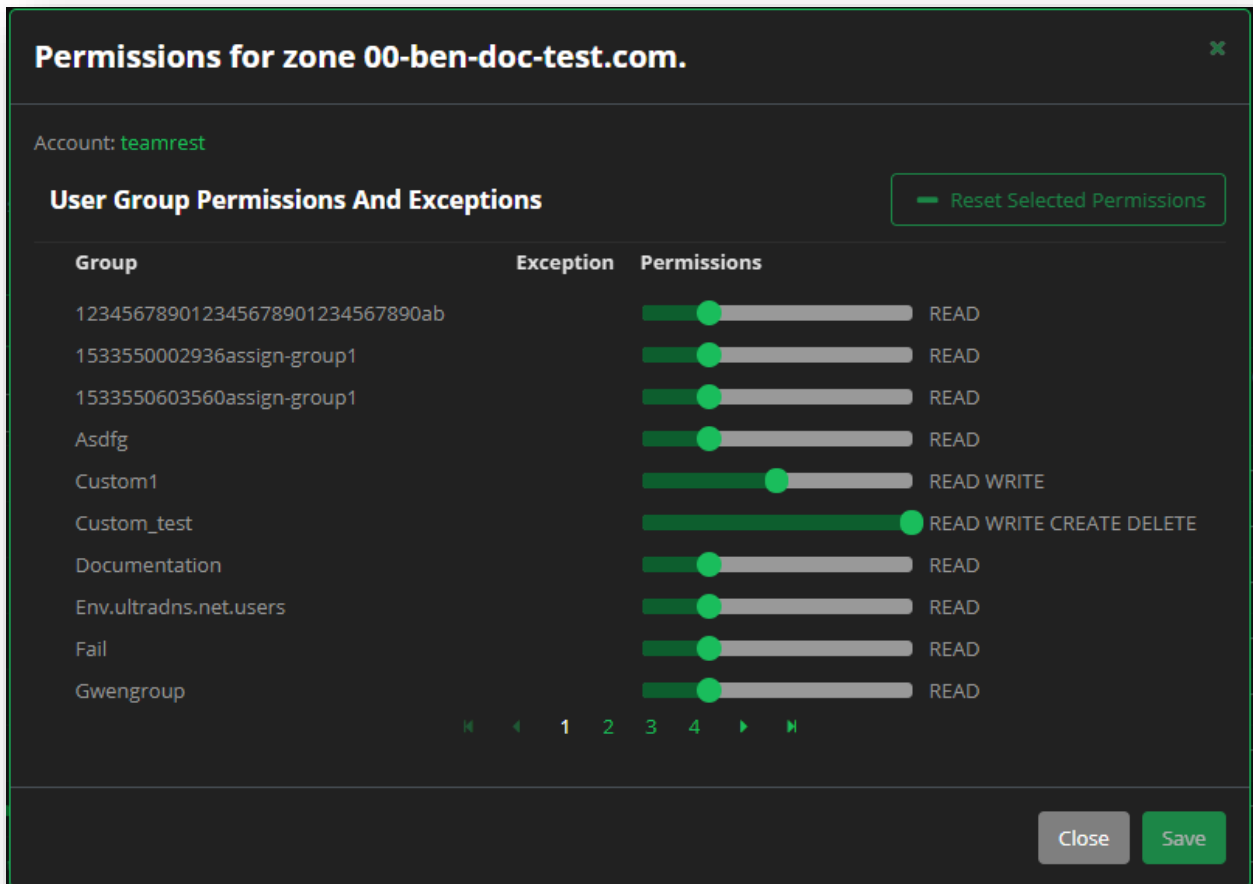 Permissions for zone 00-ben-doc-test.com.
Account: teamrest
User Group Permissions And Exceptions
Reset Selected Permissions
Group Exception Permissions
123456789012345678901234567890ab READ
1533550002936assign-group1 READ
1533550603560assign-group1 READ
Asdfg READ
Custom1 READ WRITE
Custom_test READ WRITE CREATE DELETE
Documentation READ
Env.ultradns.net.users READ
Fail READ
Gwengroup READ
1 2 3 4
Close Save